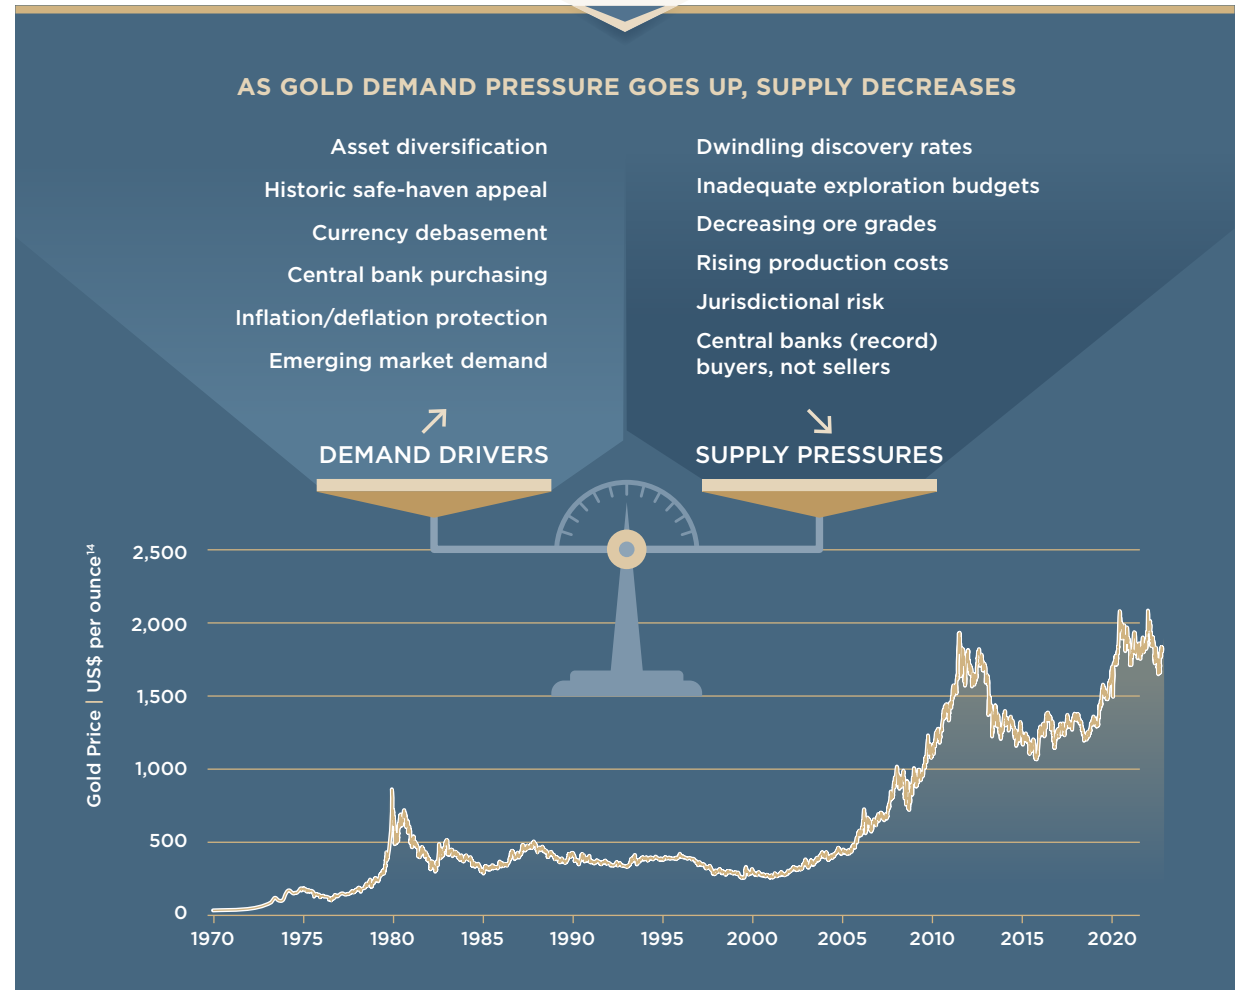 AS GOLD DEMAND PRESSURE GOES UP, SUPPLY DECREASES
Asset diversification
Historic safe-haven appeal
Currency debasement
Central bank purchasing
Inflation/deflation protection
Emerging market demand
DEMAND DRIVERS
Dwindling discovery rates
Inadequate exploration budgets
Decreasing ore grades
Rising production costs
Jurisdictional risk
Central banks (record)
buyers, not sellers
SUPPLY PRESSURES
Gold Price | US$ per ounce¹⁴
2,500
2,000
1,500
1,000
500
0
1970 1975 1980 1985 1990 1995 2000 2005 2010 2015 2020